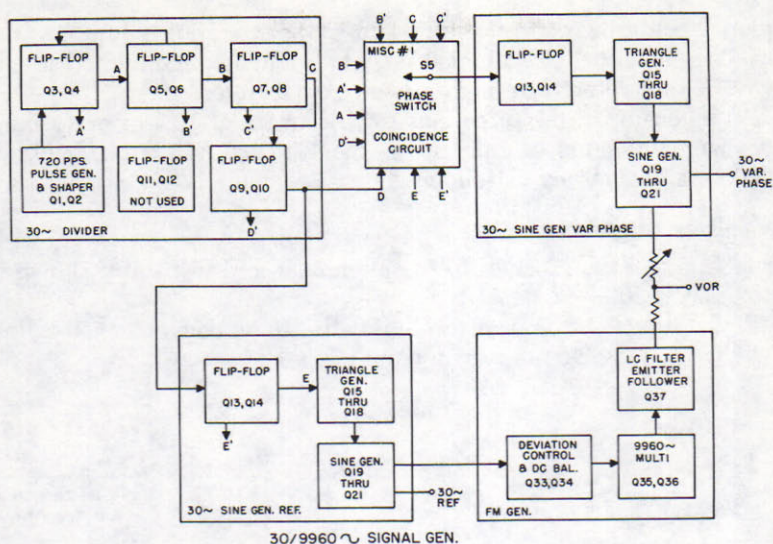 FLIP-FLOP
Q3,Q4
A
A'
FLIP-FLOP
Q5,Q6
B
B'
FLIP-FLOP
Q7,Q8
C
C'
720 PPS.
PULSE GEN.
& SHAPER
Q1,Q2
FLIP-FLOP
Q11,Q12
NOT USED
FLIP-FLOP
Q9,Q10
D'
30~ DIVIDER
B'
C
C'
MISC #1
S5
PHASE
SWITCH
COINCIDENCE
CIRCUIT
B
A'
A
D'
D
E
E'
FLIP-FLOP
Q13,Q14
TRIANGLE
GEN.
Q15
THRU
Q18
SINE GEN.
Q19
THRU
Q21
30~
VAR.
PHASE
30~ SINE GEN VAR PHASE
VOR
FLIP-FLOP
Q13,Q14
E
E'
TRIANGLE
GEN.
Q15
THRU
Q18
SINE GEN.
Q19
THRU
Q21
30~
REF
30~ SINE GEN. REF.
LC FILTER
EMITTER
FOLLOWER
Q37
DEVIATION
CONTROL
& DC BAL.
Q33,Q34
9960~
MULTI
Q35,Q36
FM GEN.
30/9960~ SIGNAL GEN.